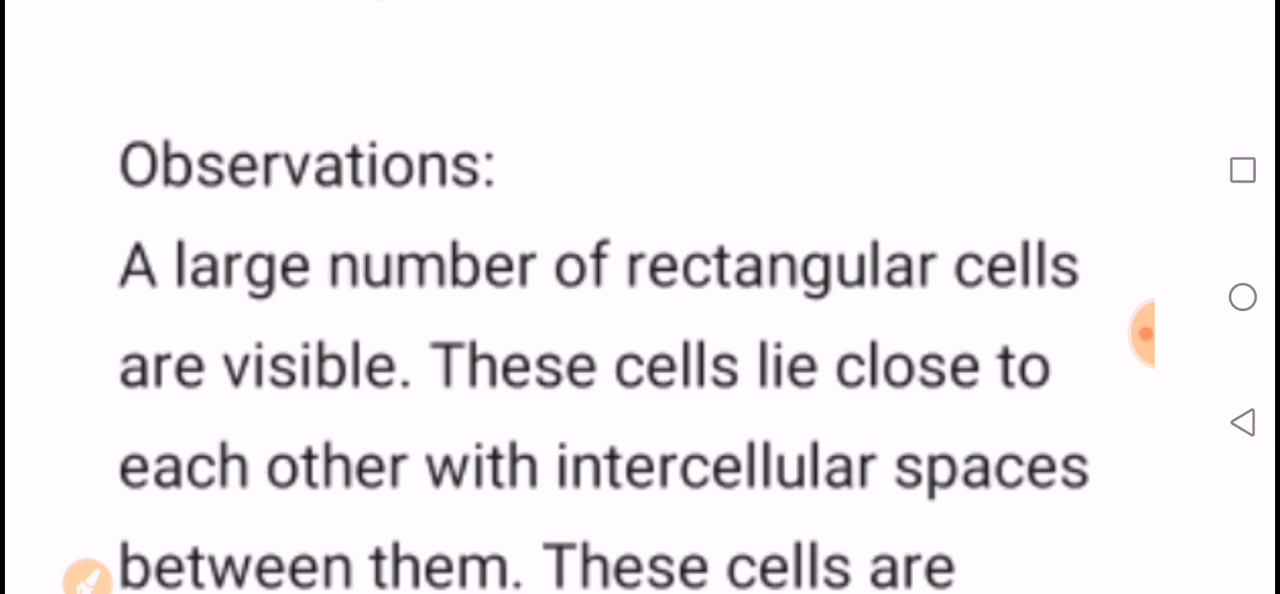 Observations:
A large number of rectangular cells
are visible. These cells lie close to
each other with intercellular spaces
between them. These cells are